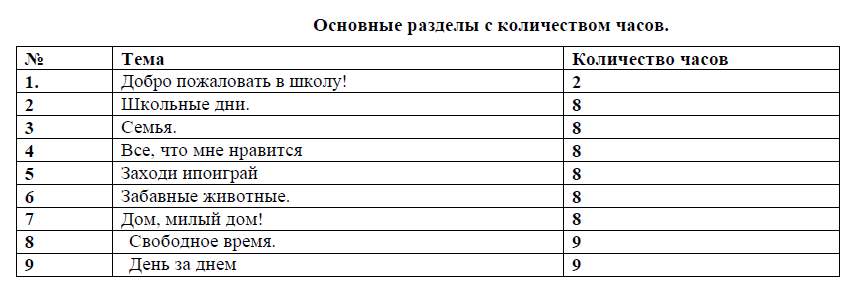 Основные разделы с количеством часов.
№ Тема Количество часов
1. Добро пожаловать в школу! 2
2 Школьные дни. 8
3 Семья. 8
4 Все, что мне нравится 8
5 Заходи ипоиграй 8
6 Забавные животные. 8
7 Дом, милый дом! 8
8 Свободное время. 9
9 День за днем 9